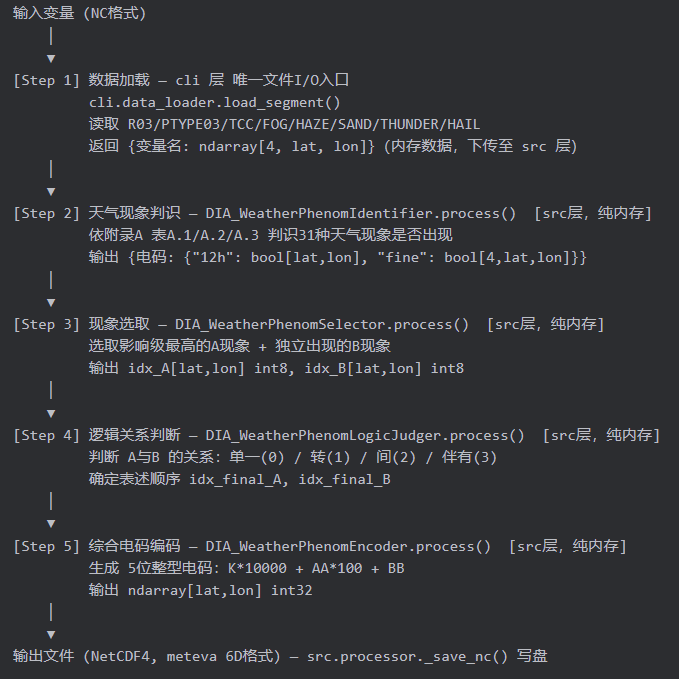 输入变量 (NC格式)
│
▼
[Step 1] 数据加载 — cli 层 唯一文件I/O入口
cli.data_loader.load_segment()
读取 R03/PTYPE03/TCC/FOG/HAZE/SAND/THUNDER/HAIL
返回 {变量名: ndarray[4, lat, lon]} (内存数据, 下传至 src 层)
│
▼
[Step 2] 天气现象判识 — DIA_WeatherPhenomIdentifier.process() [src层, 纯内存]
依附录A 表A.1/A.2/A.3 判识31种天气现象是否出现
输出 {电码: {"12h": bool[lat,lon], "fine": bool[4,lat,lon]}}
│
▼
[Step 3] 现象选取 — DIA_WeatherPhenomSelector.process() [src层, 纯内存]
选取影响级最高的A现象 + 独立出现的B现象
输出 idx_A[lat,lon] int8, idx_B[lat,lon] int8
│
▼
[Step 4] 逻辑关系判断 — DIA_WeatherPhenomLogicJudger.process() [src层, 纯内存]
判断 A与B 的关系: 单一(0) / 转(1) / 间(2) / 伴有(3)
确定表述顺序 idx_final_A, idx_final_B
│
▼
[Step 5] 综合电码编码 — DIA_WeatherPhenomEncoder.process() [src层, 纯内存]
生成 5位整型电码: K*10000 + AA*100 + BB
输出 ndarray[lat,lon] int32
│
▼
输出文件 (NetCDF4, meteva 6D格式) — src.processor._save_nc() 写盘